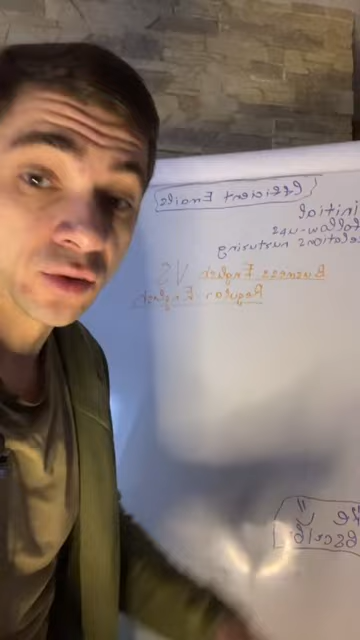 Efficient Emails
initial
follow-ups
relations nurturing
Business English VS
Regular English